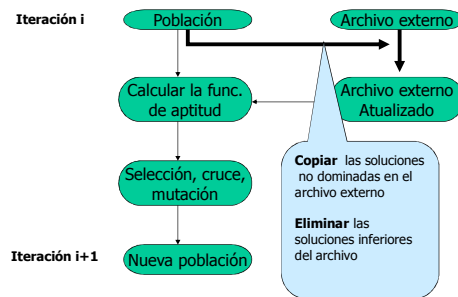 Iteración i
Población
Archivo externo
Calcular la func.
de aptitud
Archivo externo
Atualizado
Copiar las soluciones
no dominadas en el
archivo externo
Eliminar las
soluciones inferiores
del archivo
Selección, cruce,
mutación
Iteración i+1
Nueva población